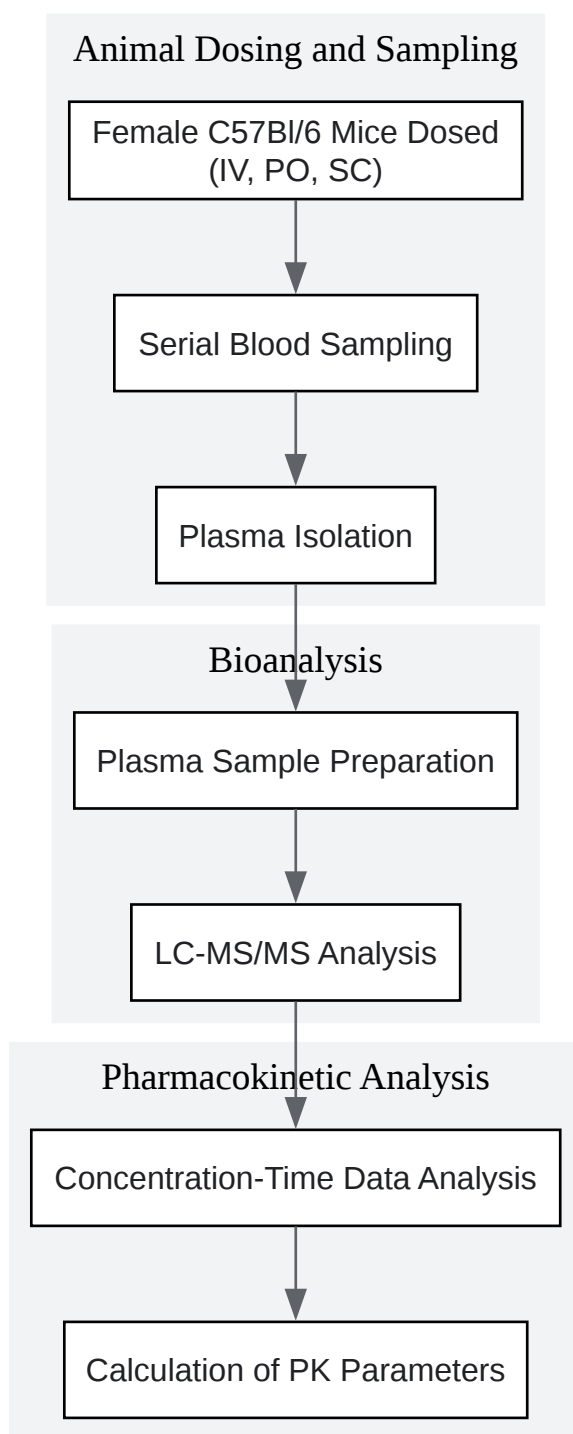 Animal Dosing and Sampling
Female C57Bl/6 Mice Dosed
(IV, PO, SC)
Serial Blood Sampling
Plasma Isolation
Bioanalysis
Plasma Sample Preparation
LC-MS/MS Analysis
Pharmacokinetic Analysis
Concentration-Time Data Analysis
Calculation of PK Parameters